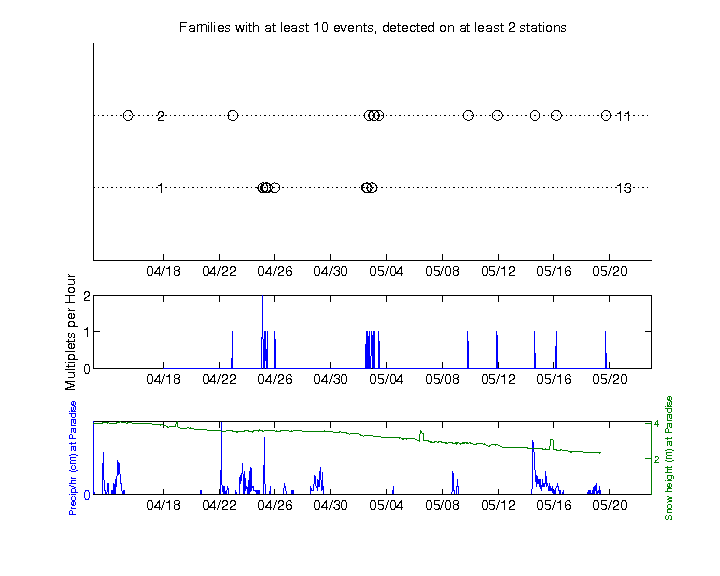 Families with at least 10 events, detected on at least 2 stations
2 11
1 13
04/18 04/22 04/26 04/30 05/04 05/08 05/12 05/16 05/20
Multiplets per Hour
2
1
0
04/18 04/22 04/26 04/30 05/04 05/08 05/12 05/16 05/20
Precip/hr (cm) at Paradise
0
4
2
Snow height (m) at Paradise
04/18 04/22 04/26 04/30 05/04 05/08 05/12 05/16 05/20